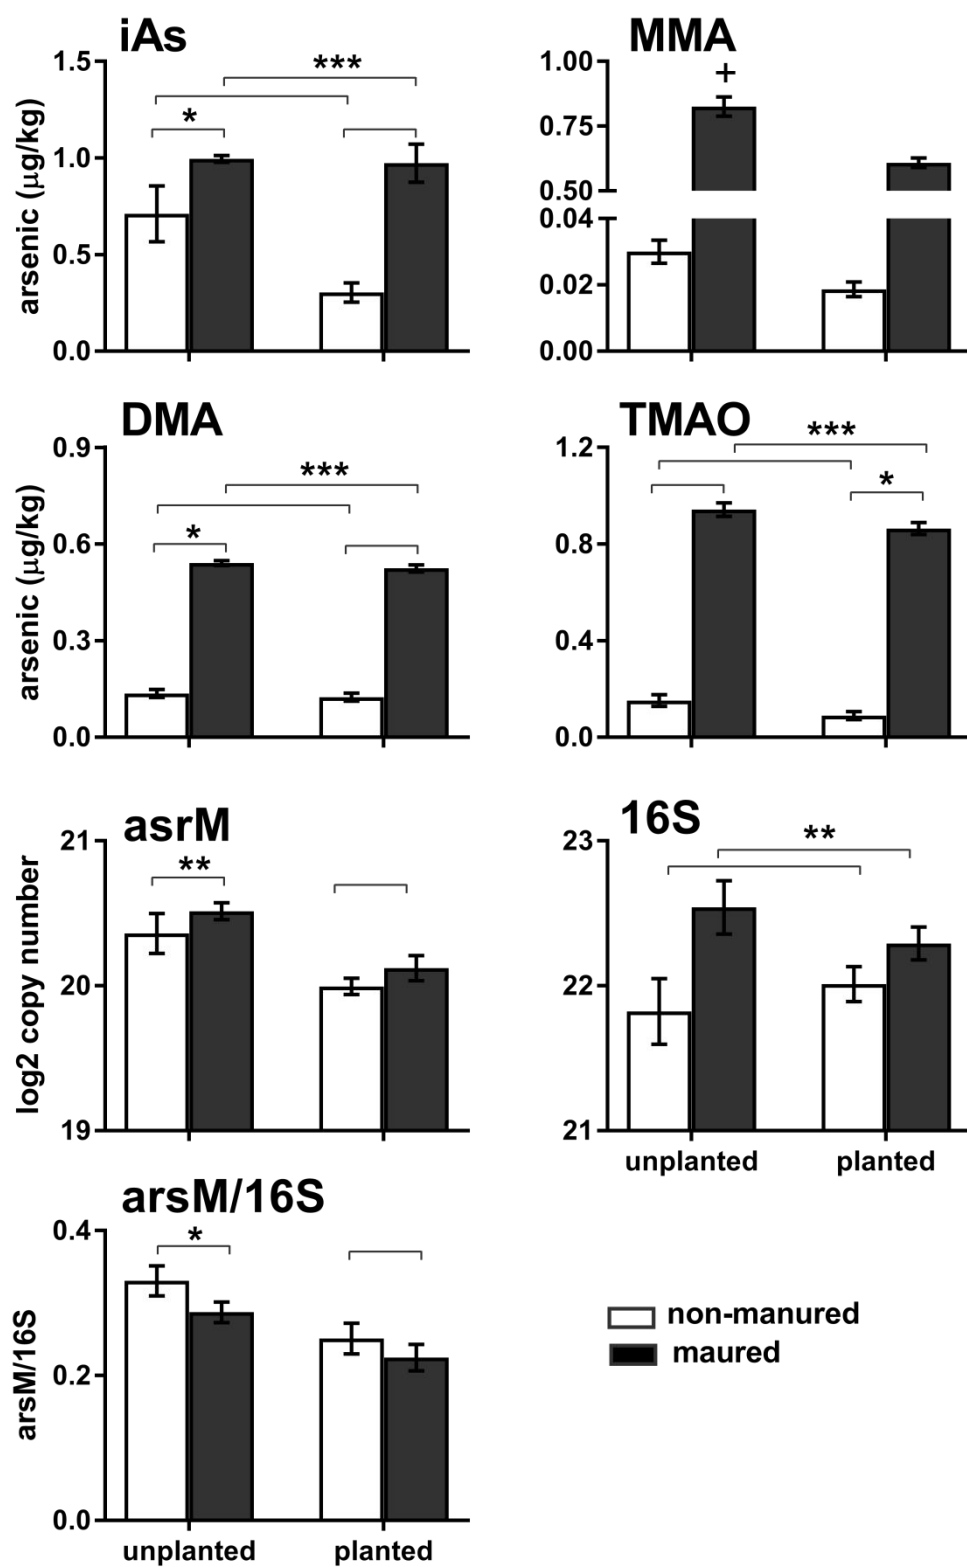 iAs
1.5
1.0
0.5
0.0
arsenic (μg/kg)
***
*
MMA
+
1.00
0.75
0.50
0.04
0.02
0.00
DMA
0.9
0.6
0.3
0.0
arsenic (μg/kg)
***
*
TMAO
1.2
0.8
0.4
0.0
***
*
asrM
21
20
19
log2 copy number
**
16S
23
22
21
**
unplanted planted
arsM/16S
0.4
0.2
0.0
arsM/16S
*
unplanted planted
non-manured
maured